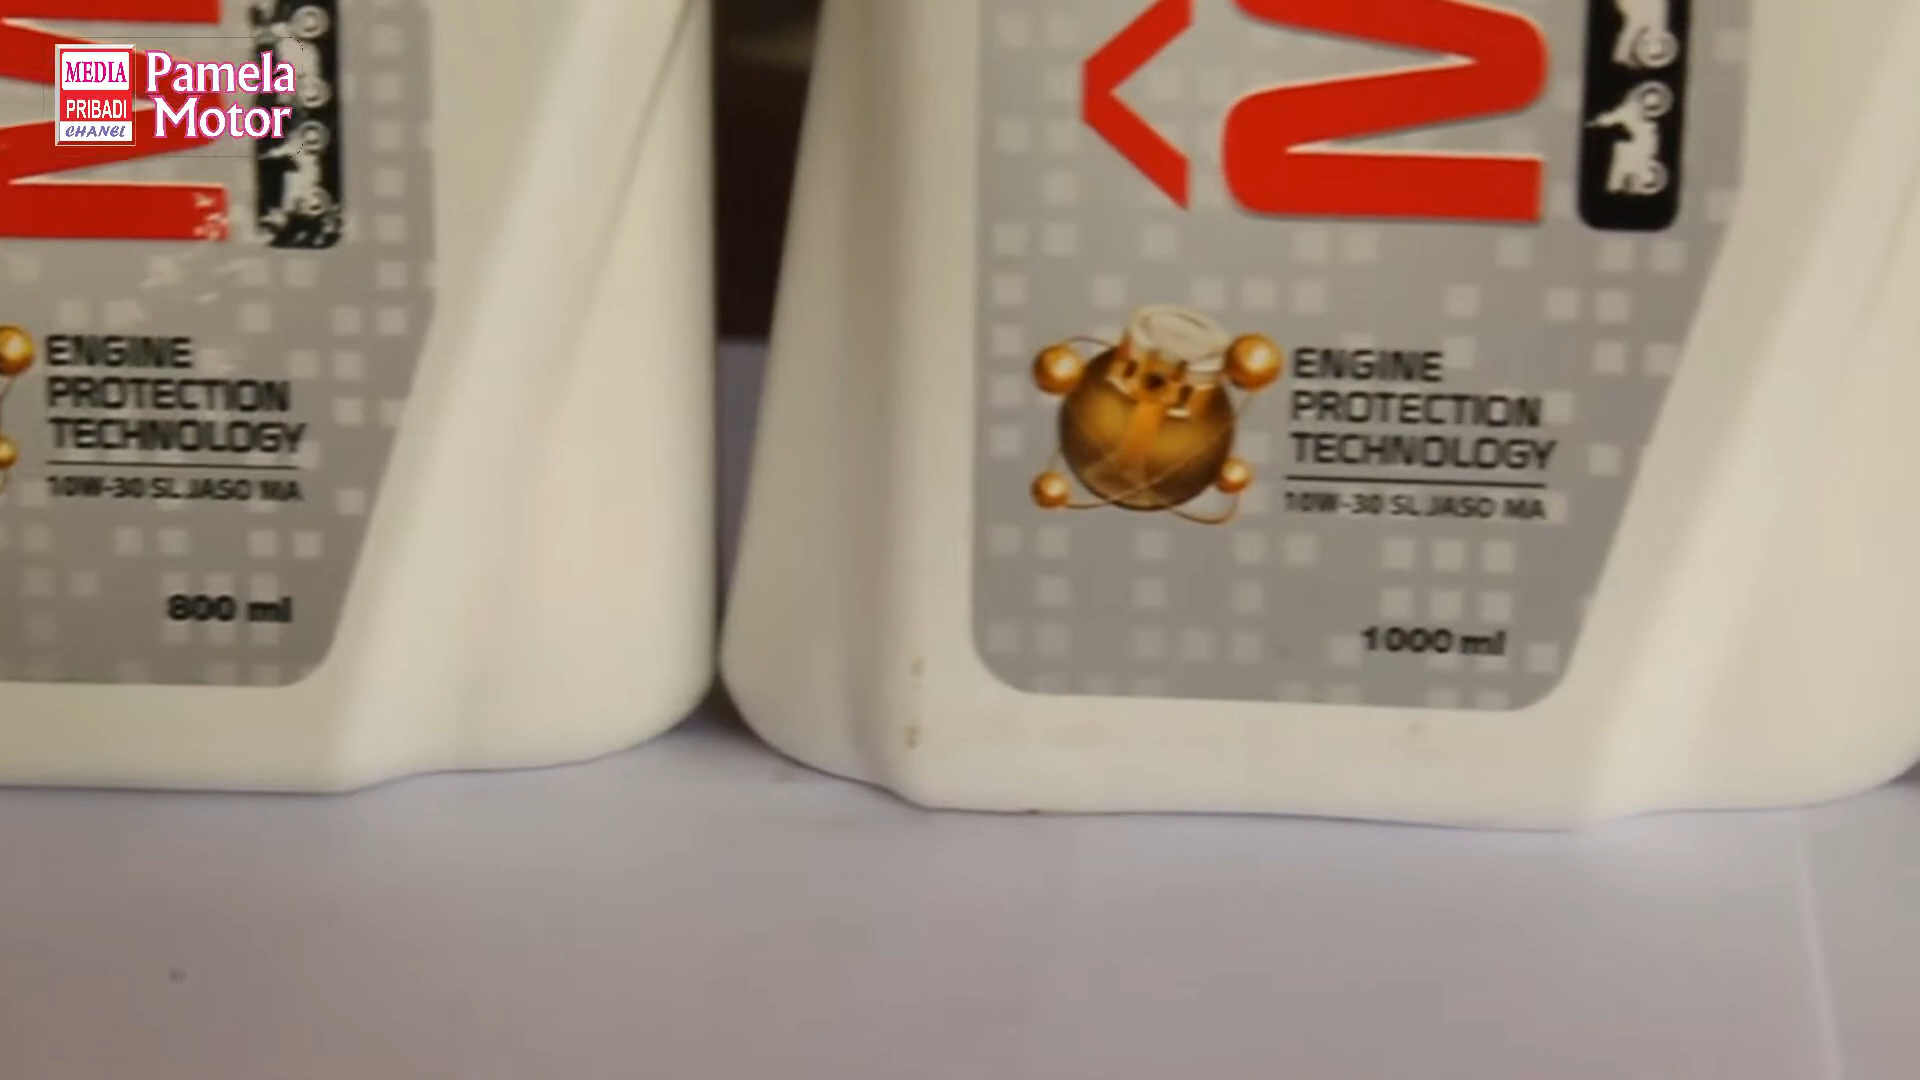 MEDIA
PRIBADI
CHANEL
Pamela
Motor
ENGINE
PROTECTION
TECHNOLOGY
10W-30 SL JASO MA
800 ml
ENGINE
PROTECTION
TECHNOLOGY
10W-30 SL JASO MA
1000 ml